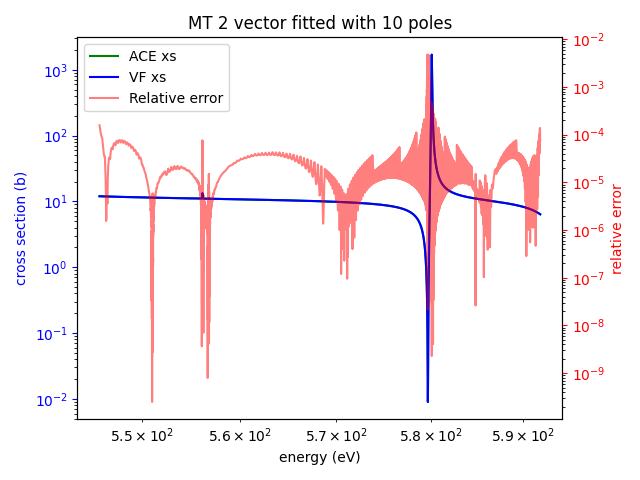 MT 2 vector fitted with 10 poles
ACE xs
VF xs
Relative error
cross section (b)
10³
10²
10¹
10⁰
10⁻¹
10⁻²
10⁻²
10⁻³
10⁻⁴
10⁻⁵
10⁻⁶
10⁻⁷
10⁻⁸
10⁻⁹
relative error
5.5 × 10² 5.6 × 10² 5.7 × 10² 5.8 × 10² 5.9 × 10²
energy (eV)